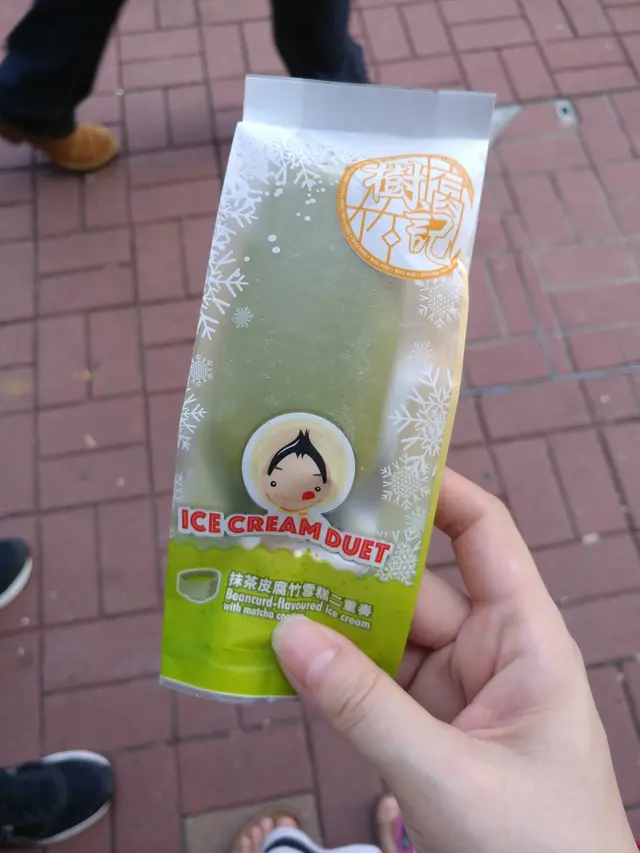 樹記
ICE CREAM DUET
抹茶皮腐竹雪糕二重奏
Beancurd-flavoured ice cream
with matcha